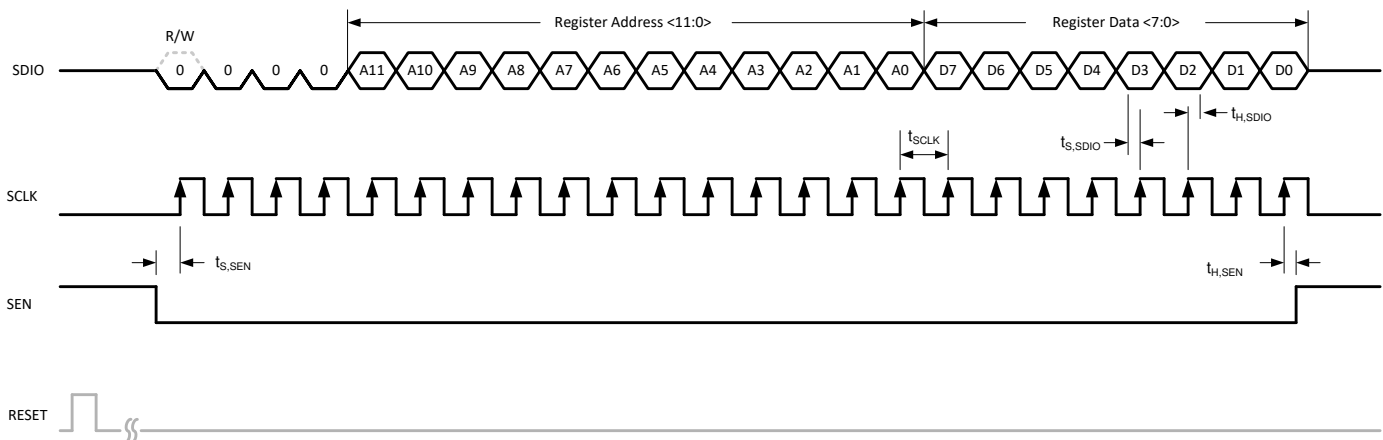 Register Address <11:0>
Register Data <7:0>
R/W
SDIO
0 0 0 0 A11 A10 A9 A8 A7 A6 A5 A4 A3 A2 A1 A0 D7 D6 D5 D4 D3 D2 D1 D0
tH,SDIO
tSCLK
tS,SDIO
SCLK
tS,SEN
tH,SEN
SEN
RESET